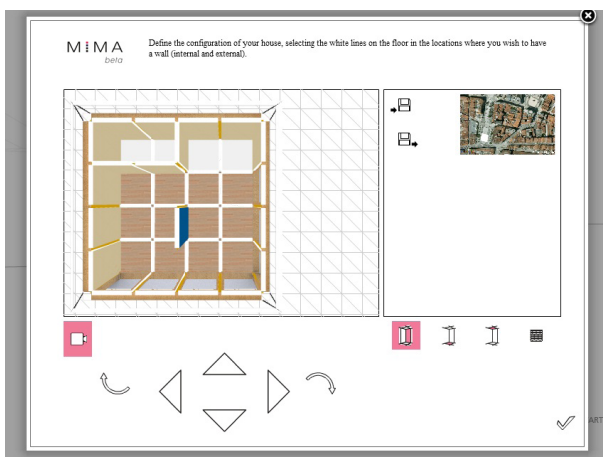 MIMA
beta
Define the configuration of your house, selecting the white lines on the floor in the locations where you wish to have
a wall (internal and external).
ART